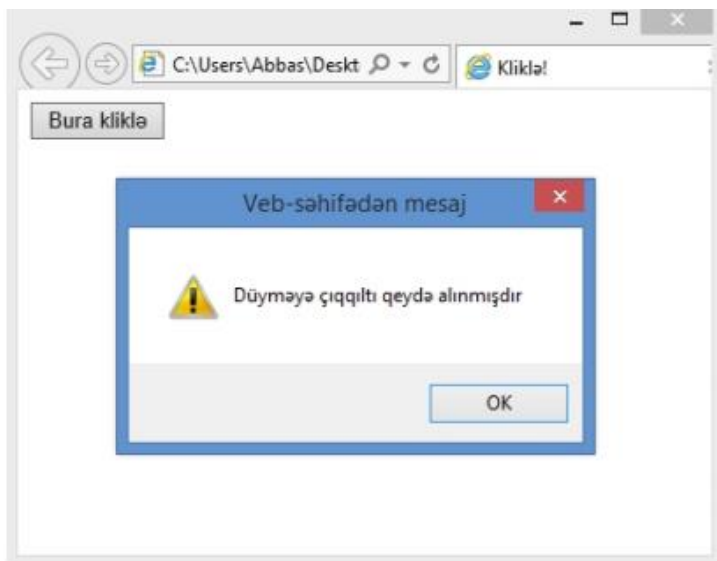 C:\Users\Abbas\Deskt
Kliklə!
Bura kliklə
Veb-səhifədən mesaj
Düyməyə çıqqıltı qeydə alınmışdır
OK